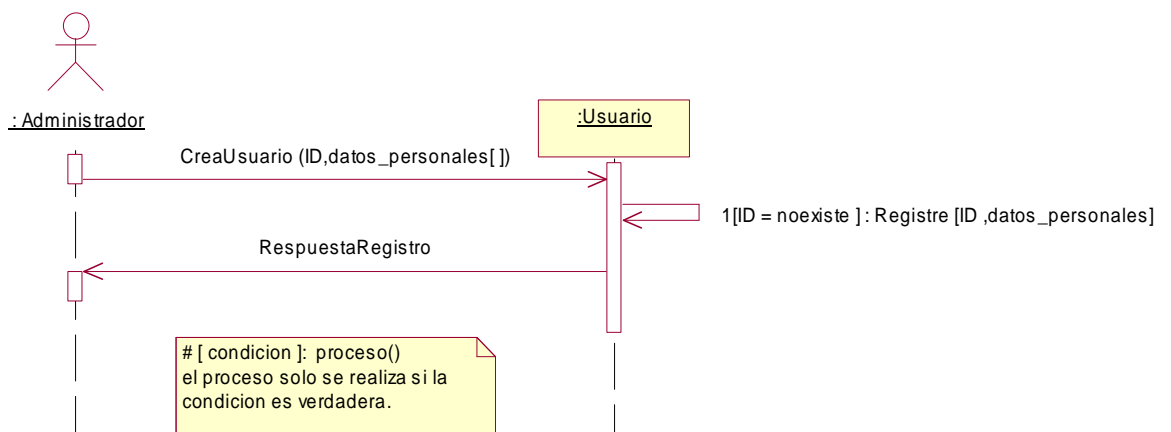 : Administrador
:Usuario
CreaUsuario (ID,datos_personales[ ])
1[ID = noexiste ] : Registre [ID ,datos_personales]
RespuestaRegistro
# [ condicion ]: proceso()
el proceso solo se realiza si la
condicion es verdadera.